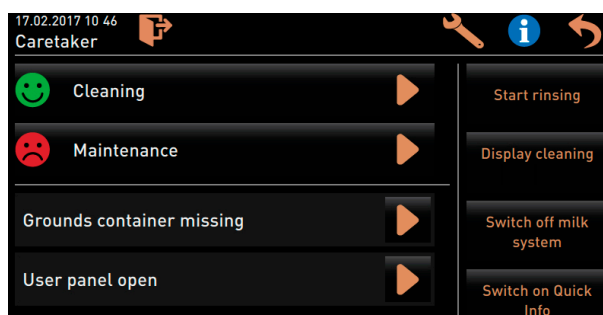 17.02.2017 10 46
Caretaker
i
Cleaning
Start rinsing
Maintenance
Display cleaning
Grounds container missing
Switch off milk
system
User panel open
Switch on Quick
Info